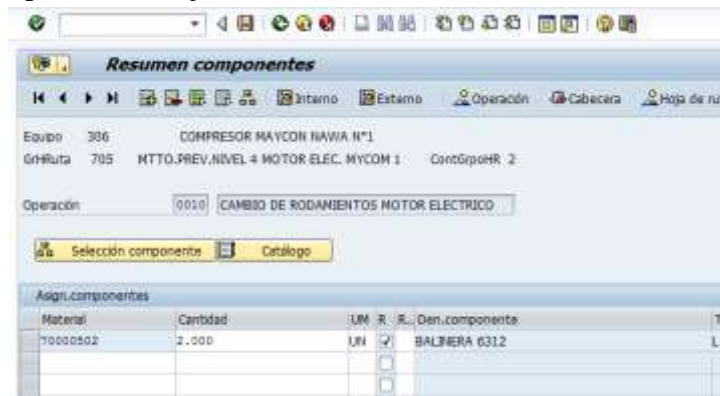 Resumen componentes
Interno Externo Operación Cabecera Hoja de ru
Equipo 306 COMPRESOR MAYCON NAWA N°1
GrHRuta 705 MTTO.PREV.NIVEL 4 MOTOR ELEC. MYCOM 1 ContGrpoHR 2
Operación 0010 CAMBIO DE RODAMIENTOS MOTOR ELECTRICO
Selección componente Catálogo
Asign.componentes
Material Cantidad UM R R.. Den.componente T
70000502 2.000 UN BALINERA 6312 L